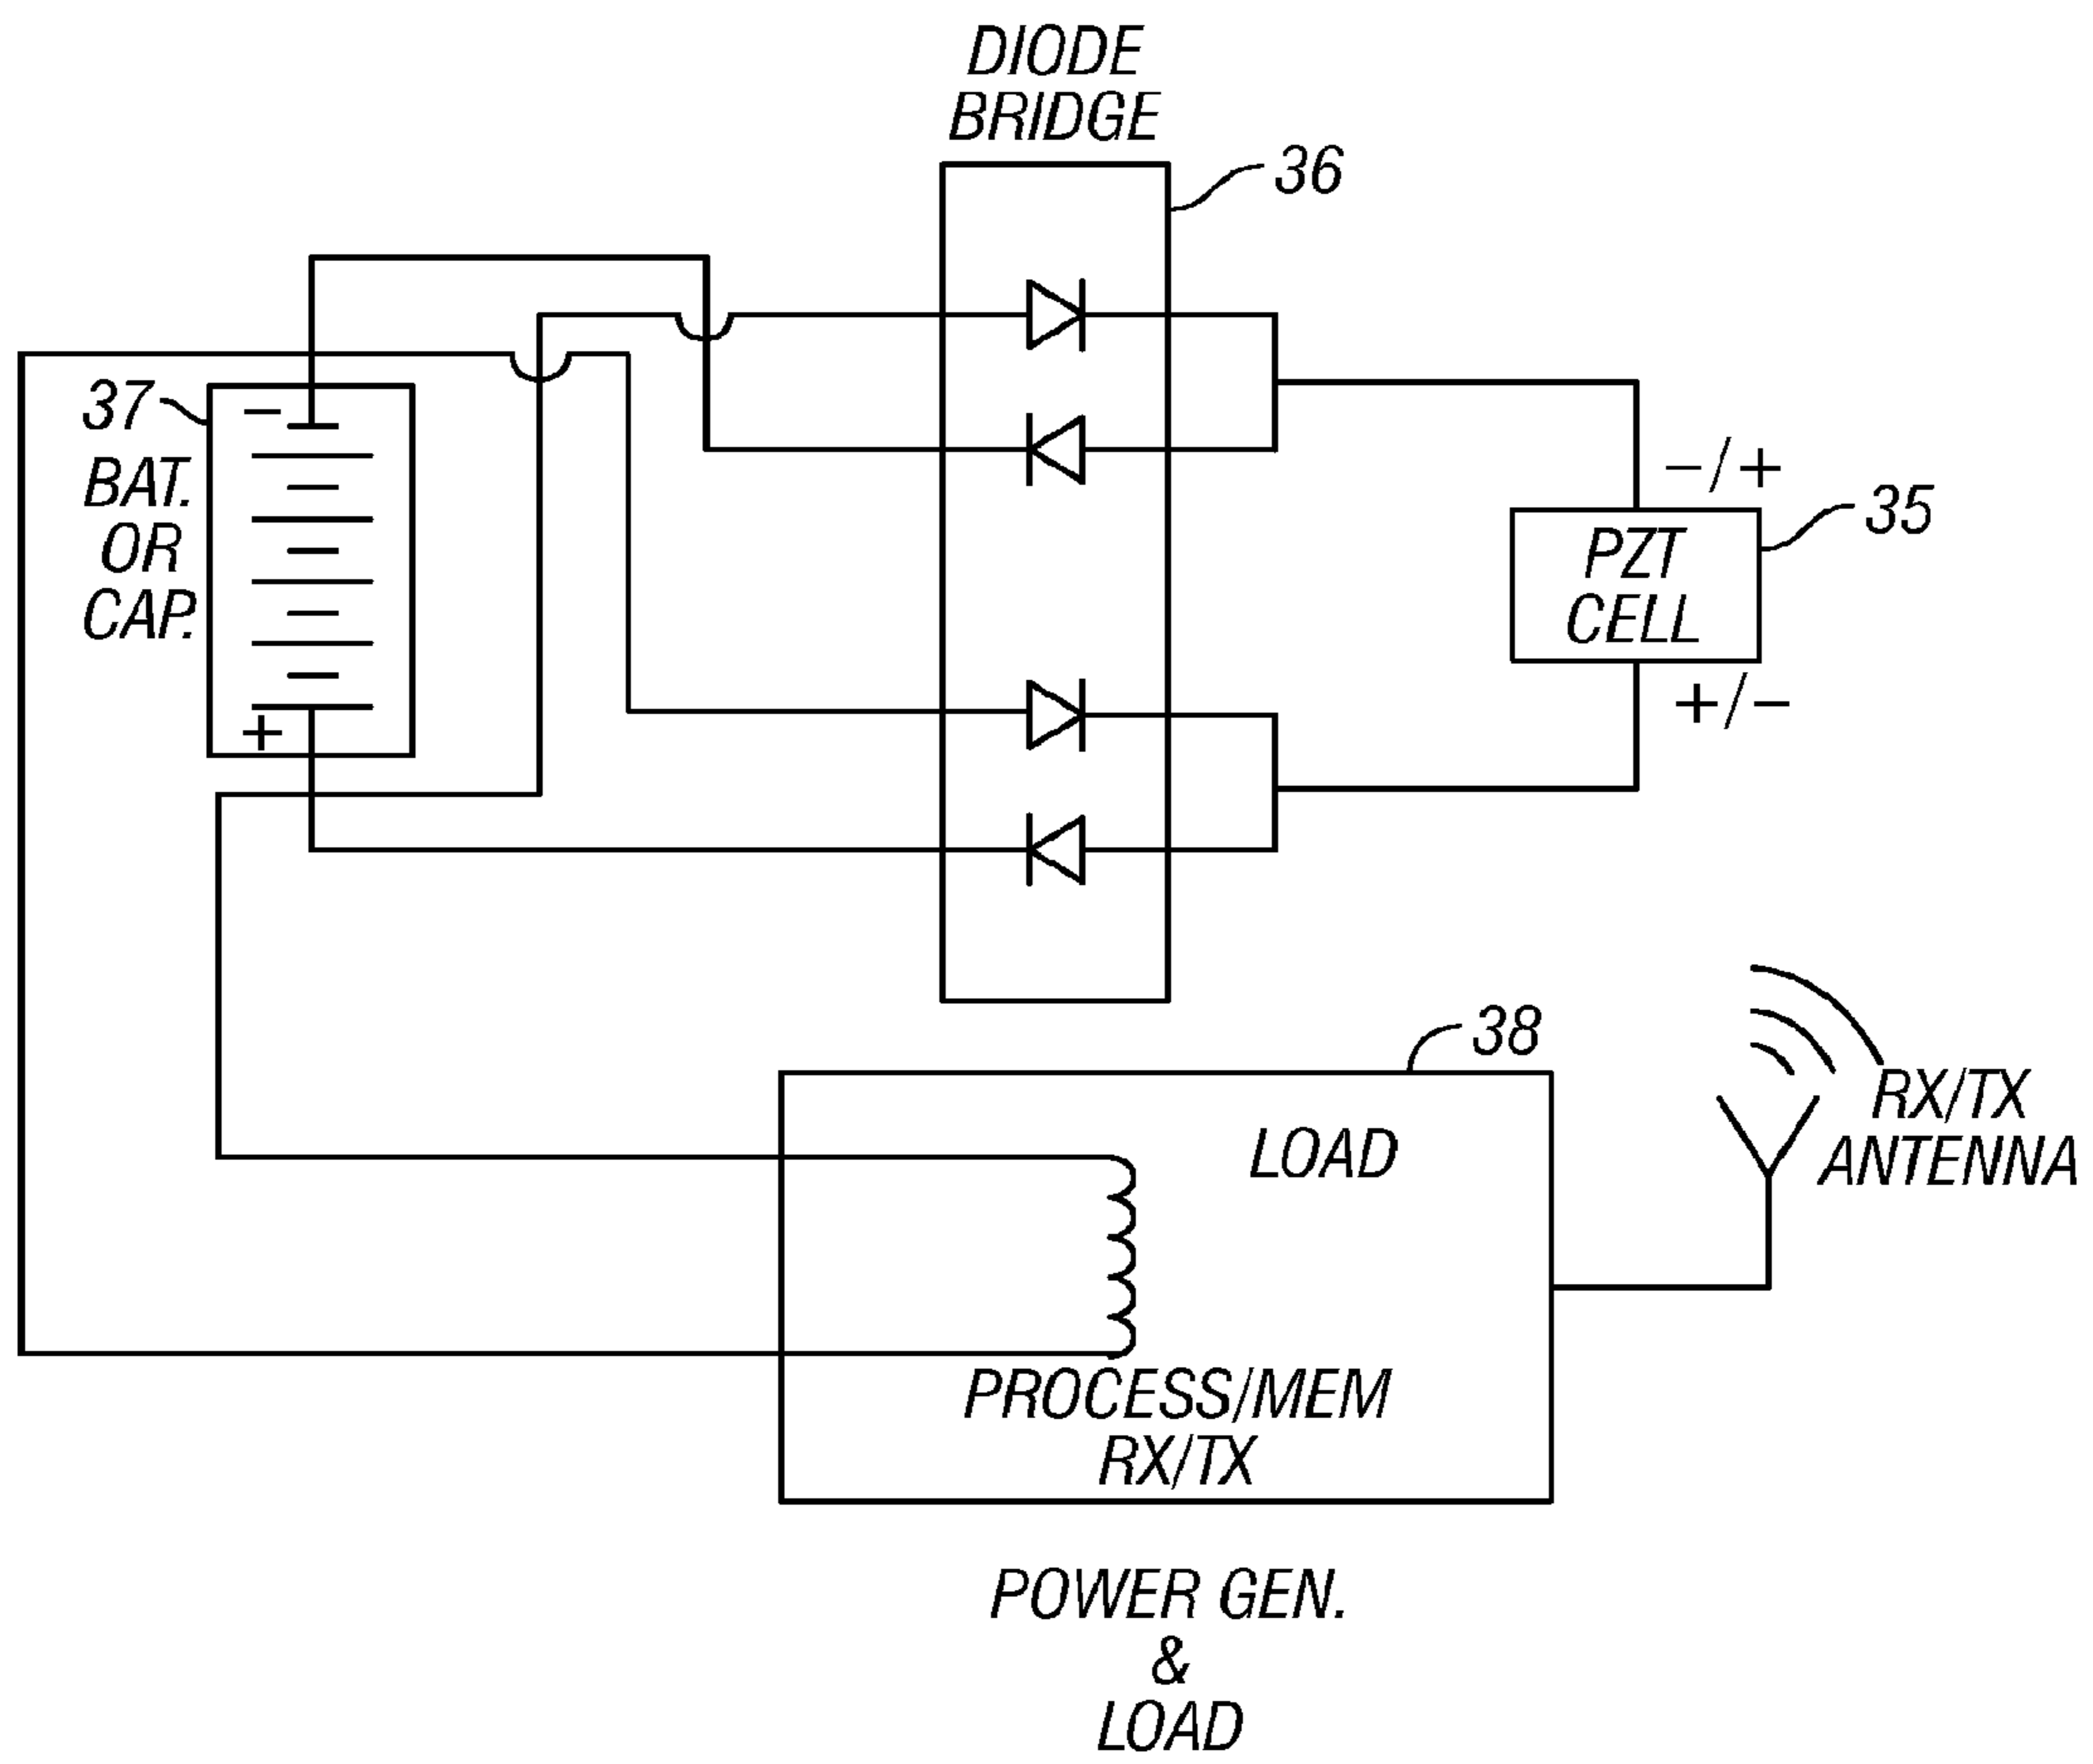 DIODE
BRIDGE
36
37
BAT.
OR
CAP.
−
+
−/+
35
PZT
CELL
+/−
38
LOAD
RX/TX
ANTENNA
PROCESS/MEM
RX/TX
POWER GEN.
&
LOAD